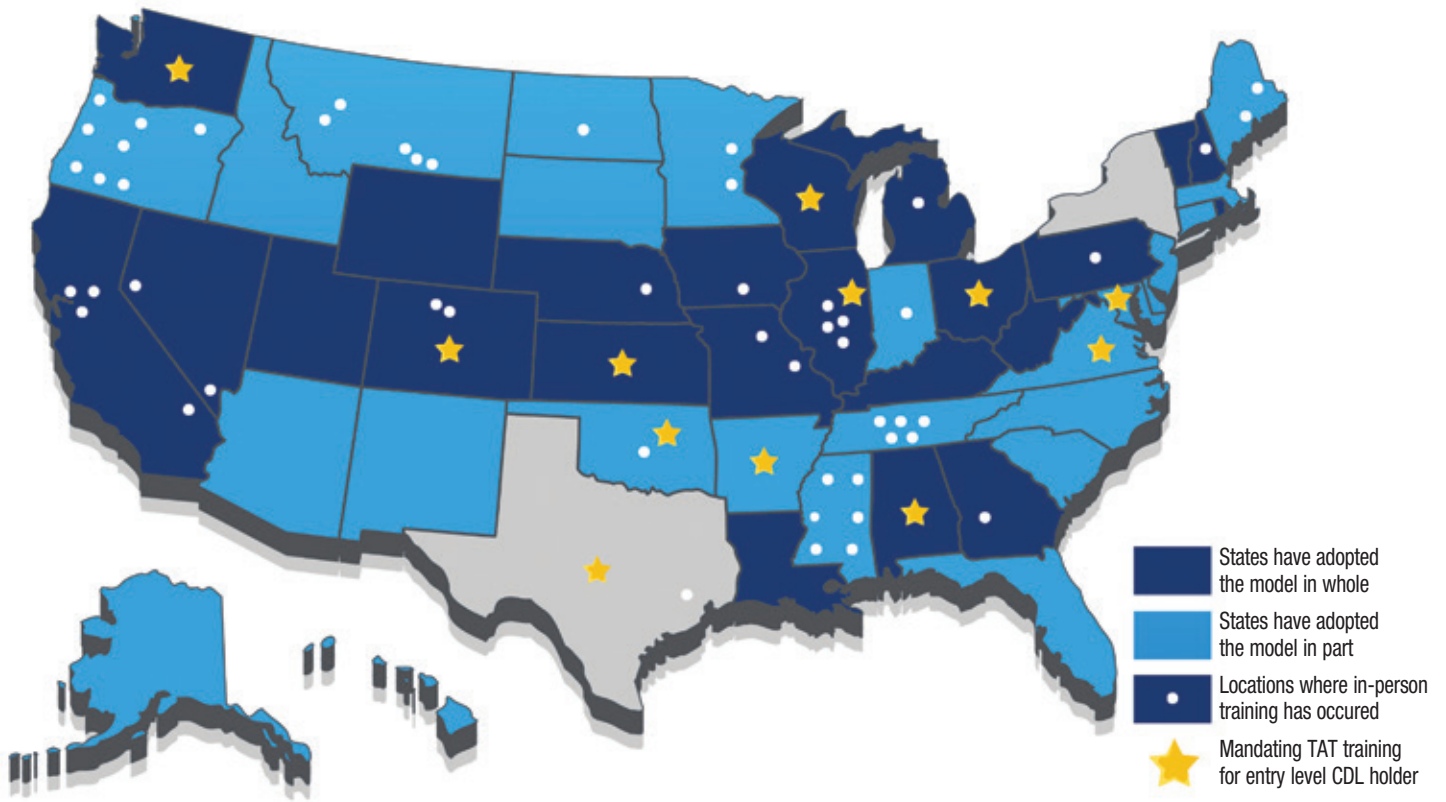 States have adopted
the model in whole
States have adopted
the model in part
Locations where in-person
training has occured
Mandating TAT training
for entry level CDL holder